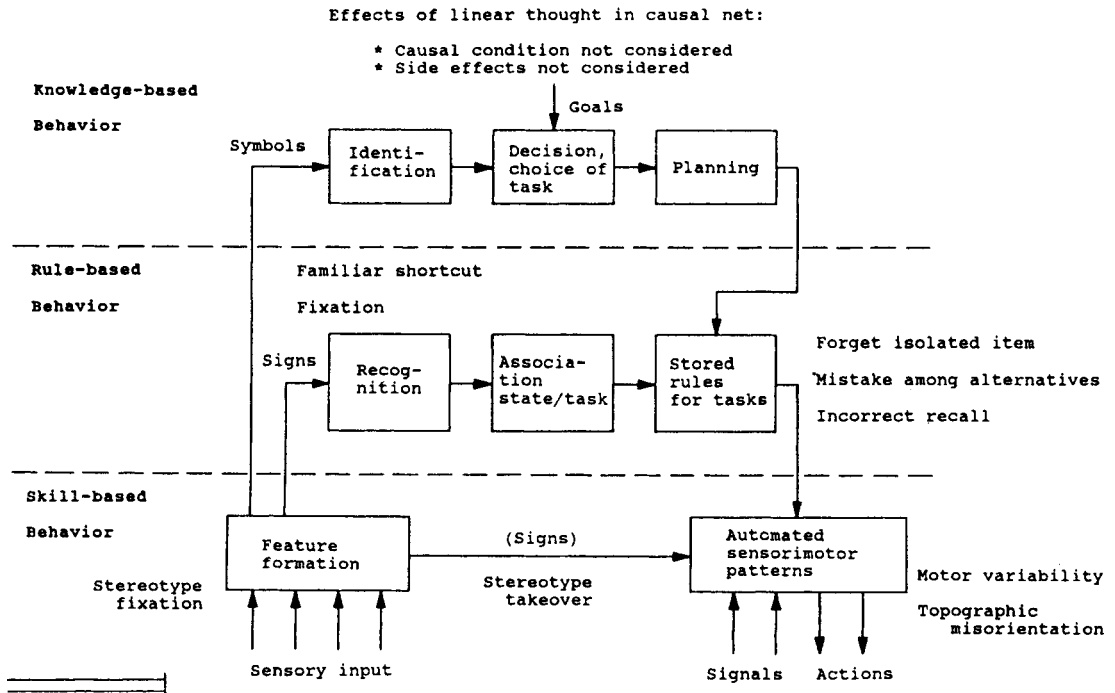 Effects of linear thought in causal net:
* Causal condition not considered
* Side effects not considered
Knowledge-based
Behavior
Goals
Symbols
Identi-
fication
Decision,
choice of
task
Planning
Rule-based
Behavior
Familiar shortcut
Fixation
Signs
Recog-
nition
Associa-
tion
state/task
Stored
rules
for tasks
Forget isolated item
Mistake among alternatives
Incorrect recall
Skill-based
Behavior
Feature
formation
(Signs)
Automated
sensorimotor
patterns
Stereotype
fixation
Stereotype
takeover
Motor variability
Topographic
misorientation
Sensory input
Signals
Actions